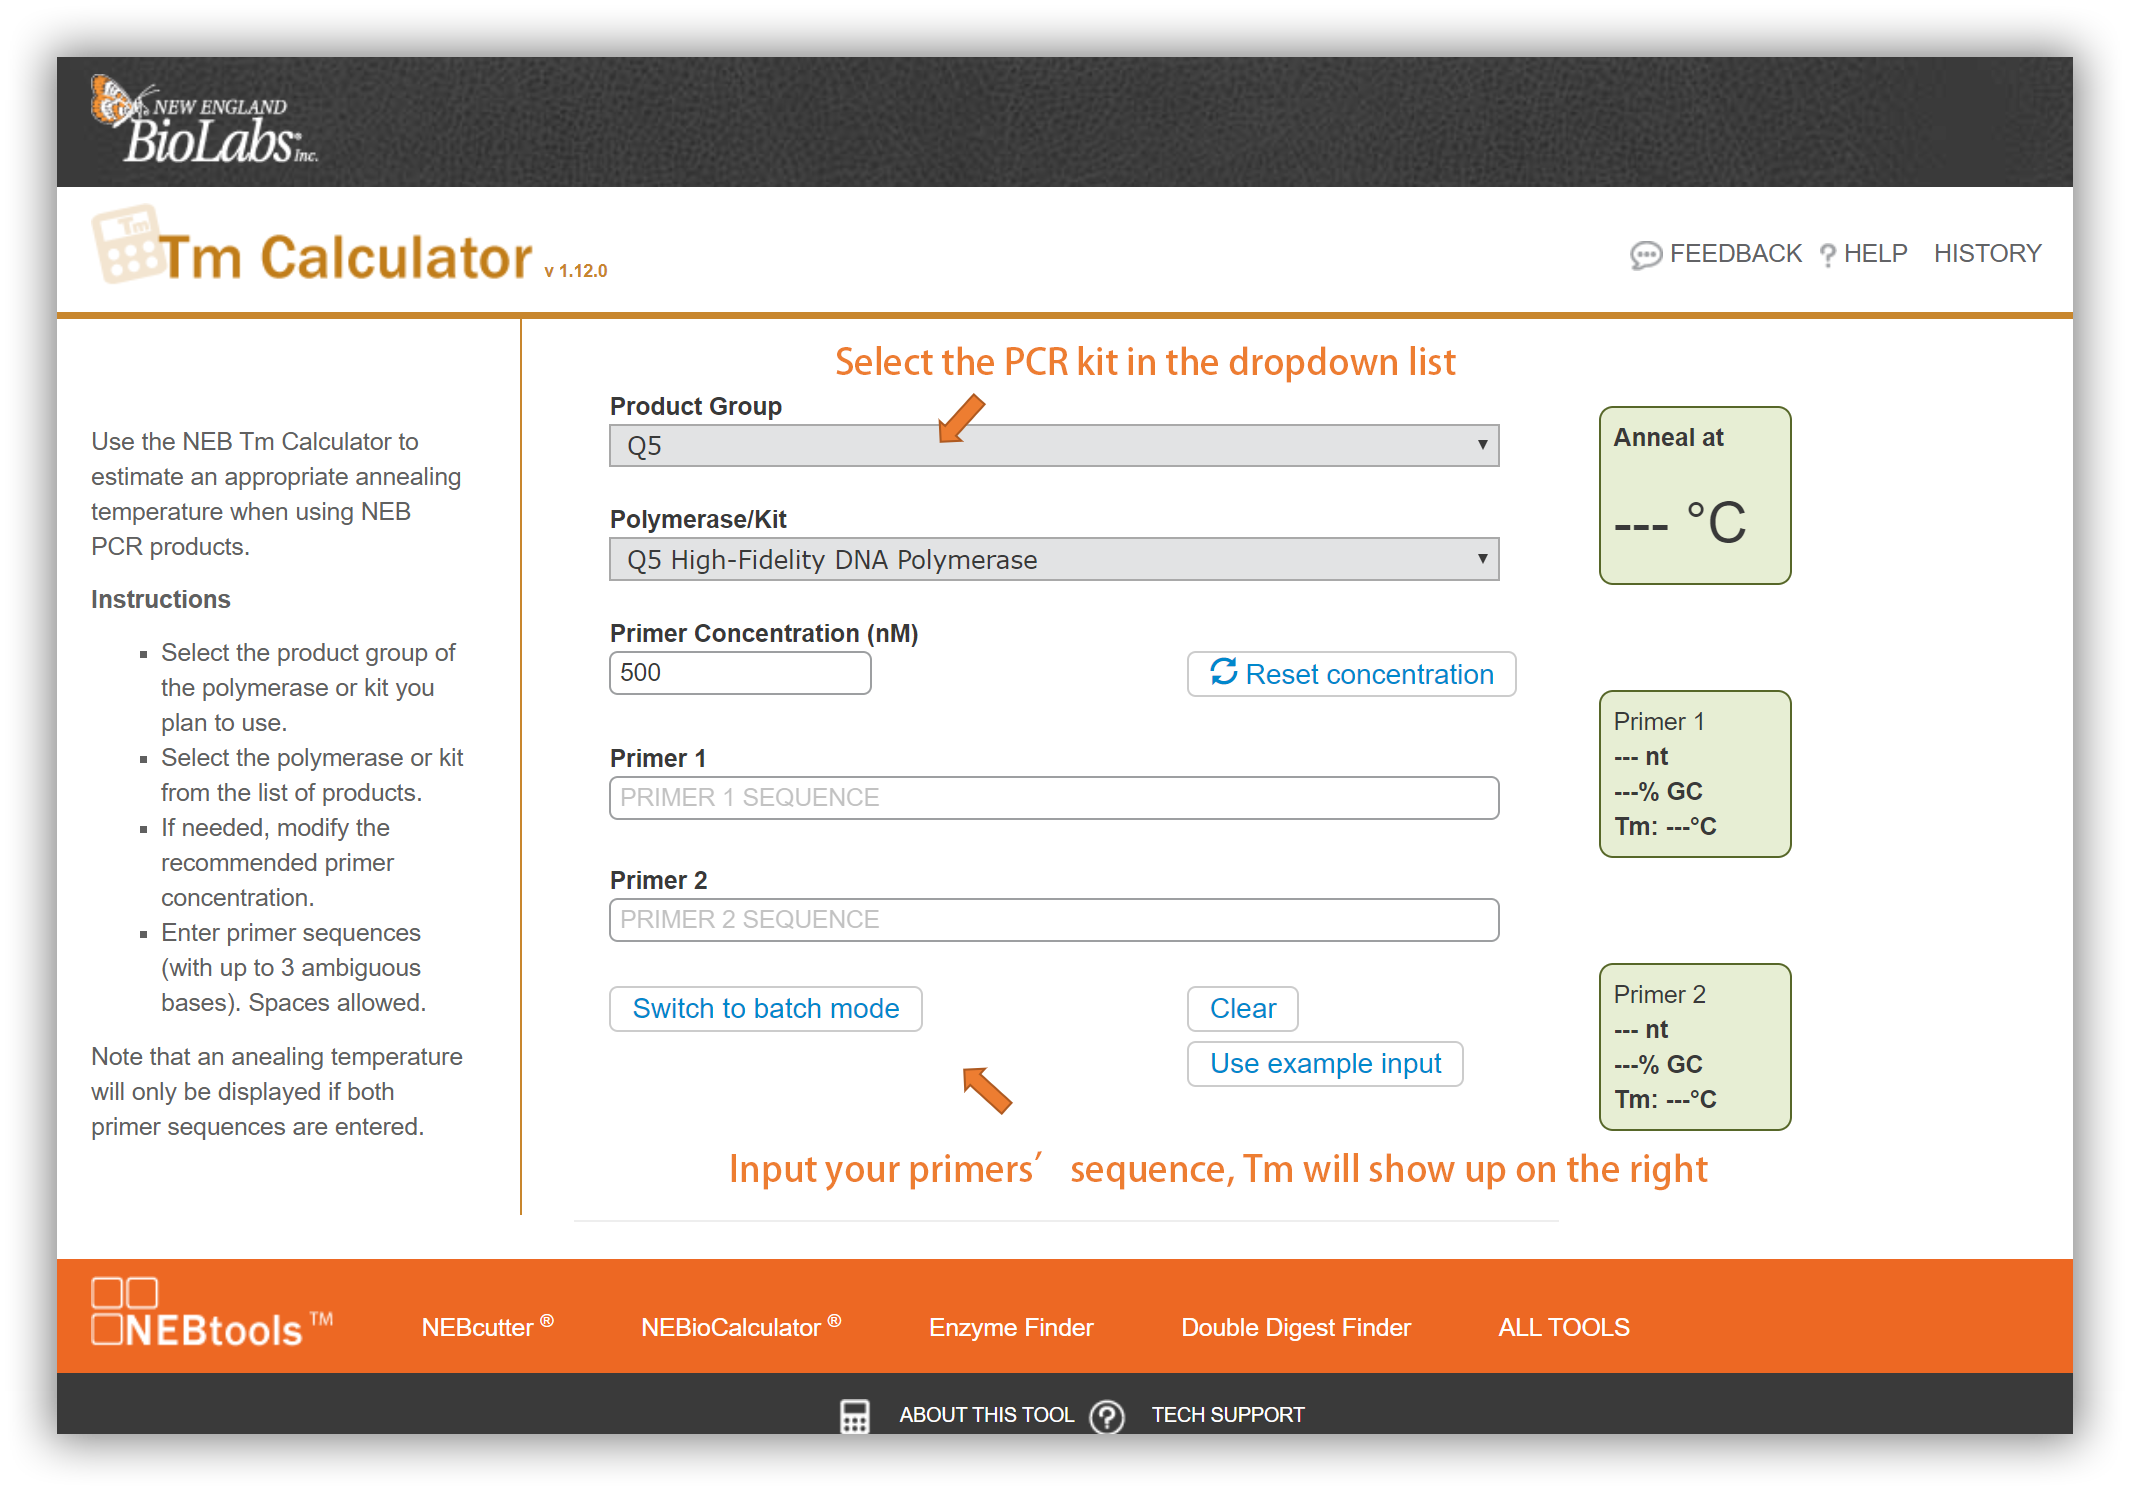 NEW ENGLAND
BioLabs® Inc.
Tm
Tm Calculator v 1.12.0
FEEDBACK ? HELP HISTORY
Use the NEB Tm Calculator to
estimate an appropriate annealing
temperature when using NEB
PCR products.
Instructions
▪ Select the product group of
the polymerase or kit you
plan to use.
▪ Select the polymerase or kit
from the list of products.
▪ If needed, modify the
recommended primer
concentration.
▪ Enter primer sequences
(with up to 3 ambiguous
bases). Spaces allowed.
Note that an anealing temperature
will only be displayed if both
primer sequences are entered.
Select the PCR kit in the dropdown list
Product Group
Q5
Polymerase/Kit
Q5 High-Fidelity DNA Polymerase
Primer Concentration (nM)
500
Reset concentration
Primer 1
PRIMER 1 SEQUENCE
Primer 2
PRIMER 2 SEQUENCE
Switch to batch mode
Clear
Use example input
Input your primers’ sequence, Tm will show up on the right
Anneal at
--- °C
Primer 1
--- nt
---% GC
Tm: ---°C
Primer 2
--- nt
---% GC
Tm: ---°C
NEBtools™
NEBcutter ®
NEBioCalculator ®
Enzyme Finder
Double Digest Finder
ALL TOOLS
ABOUT THIS TOOL ? TECH SUPPORT